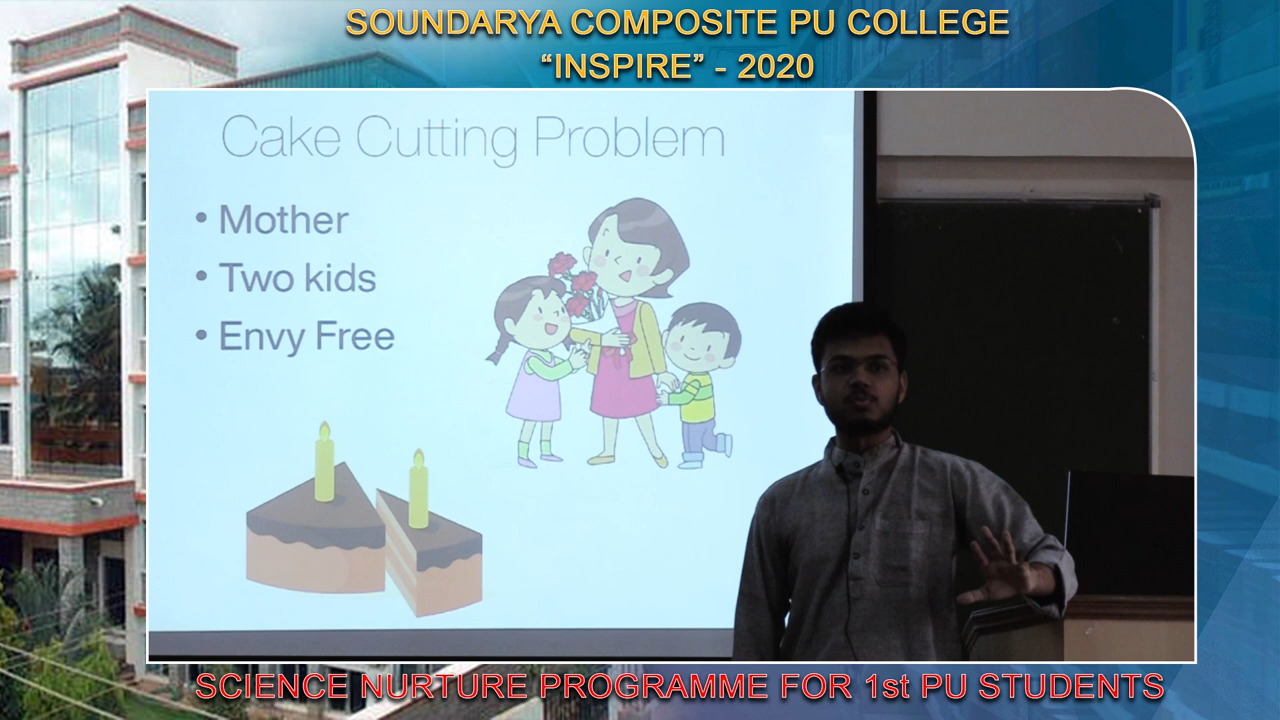 SOUNDARYA COMPOSITE PU COLLEGE
“INSPIRE” - 2020
Cake Cutting Problem
• Mother
• Two kids
• Envy Free
SCIENCE NURTURE PROGRAMME FOR 1st PU STUDENTS